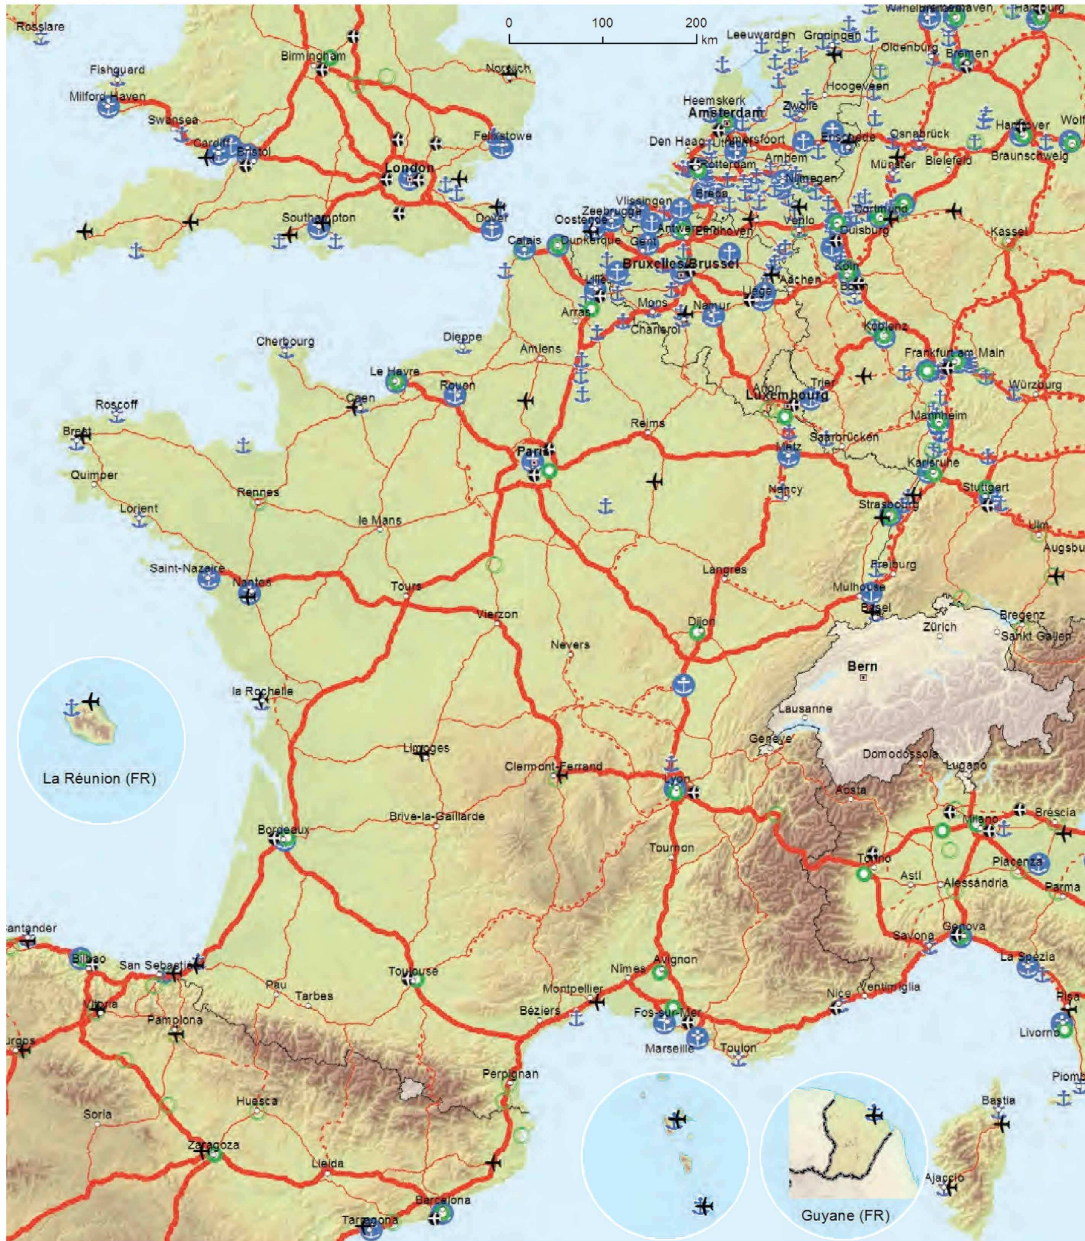 Rosslare
0 100 200
km
Leeuwarden
Groningen
Hamburg
Oldenburg
Bremen
Birmingham
Norwich
Fishguard
Milford Haven
Hoogeveen
Heemskerk
Zwolle
Amsterdam
Swansea
Cardiff
Bristol
Felixstowe
Den Haag
Utrecht
Amersfoort
Enschede
Osnabrück
Hannover
Wolf
Braunschweig
Bielefeld
London
Rotterdam
Arnhem
Nijmegen
Münster
Breda
Southampton
Dover
Vlissingen
Zeebrugge
Oostende
Antwerpen
Eindhoven
Venlo
Dortmund
Duisburg
Kassel
Calais
Dunkerque
Gent
Bruxelles/Brussel
Lille
Liège
Aachen
Köln
Bonn
Arras
Mons
Namur
Charleroi
Koblenz
Cherbourg
Dieppe
Amiens
Frankfurt am Main
Le Havre
Rouen
Caen
Arlon
Trier
Luxembourg
Würzburg
Roscoff
Brest
Reims
Mannheim
Saarbrücken
Paris
Metz
Karlsruhe
Quimper
Rennes
Nancy
Stuttgart
Lorient
le Mans
Strasbourg
Ulm
Augsbu
Saint-Nazaire
Nantes
Tours
Langres
Freiburg
Mulhouse
Basel
Vierzon
Dijon
Bregenz
Zürich
Sankt Gallen
Nevers
Bern
la Rochelle
Lausanne
Genève
Limoges
Clermont-Ferrand
Domodossola
Lugano
La Réunion (FR)
Lyon
Aosta
Brive-la-Gaillarde
Bordeaux
Milano
Brescia
Tournon
Torino
Asti
Piacenza
Alessandria
Parma
Santander
Bilbao
San Sebastián
Savona
Genova
La Spezia
Toulouse
Avignon
Nîmes
Pau
Tarbes
Montpellier
Béziers
Nice
Ventimiglia
Pisa
Vitoria
Pamplona
Fos-sur-Mer
Marseille
Toulon
Livorno
urgos
Perpignan
Piomb
Soria
Huesca
Bastia
Zaragoza
Lleida
Ajaccio
Barcelona
Tarragona
Guyane (FR)